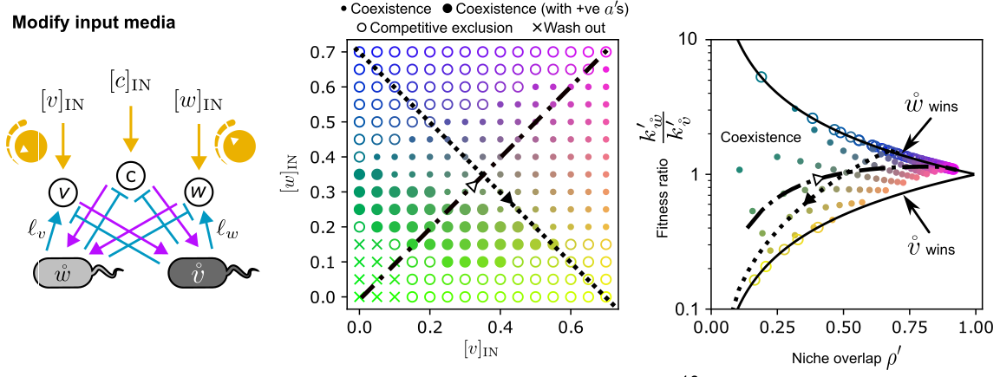 Modify input media
[v]IN
[c]IN
[w]IN
V
C
W
ℓv
ℓw
ẘ
v̊
Coexistence
Coexistence (with +ve a's)
Competitive exclusion
Wash out
0.7
0.6
0.5
0.4
0.3
0.2
0.1
0.0
[w]IN
0.0
0.2
0.4
0.6
[v]IN
10
1
0.1
Fitness ratio
k'ẘ
k'v̊
Coexistence
ẘ wins
v̊ wins
0.00
0.25
0.50
0.75
1.00
Niche overlap ρ′